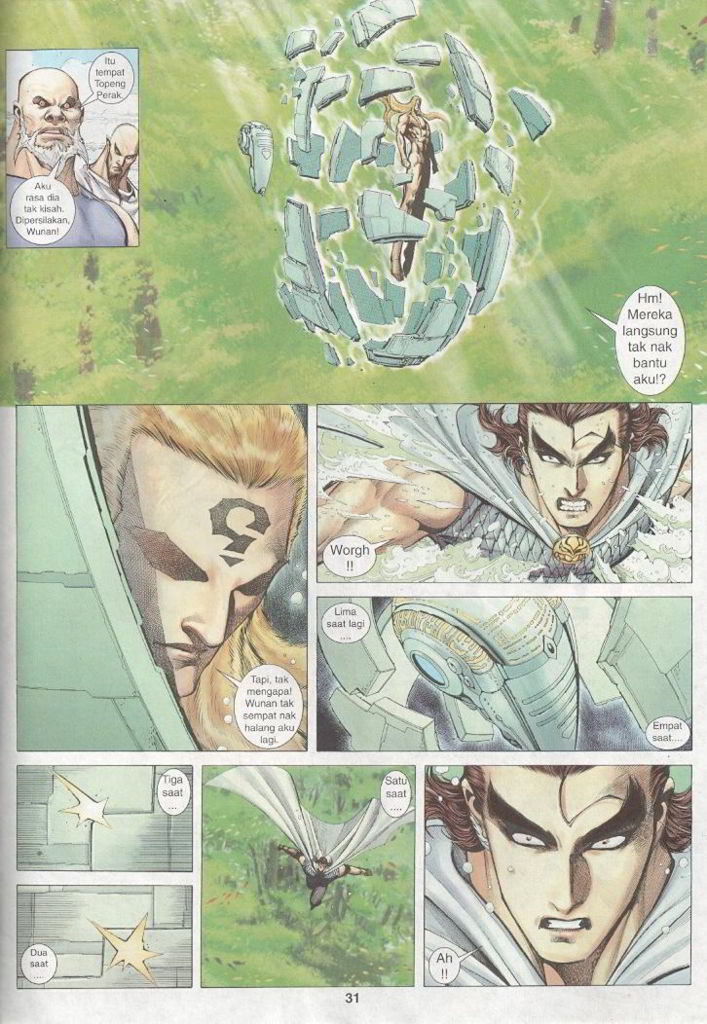 Itu
tempat
Topeng
Perak.
Aku
rasa dia
tak kisah.
Dipersilakan,
Wunan!
Hm!
Mereka
langsung
tak nak
bantu
aku!?
Tapi, tak
mengapa!
Wunan tak
sempat nak
halang aku
lagi.
Worgh
!!
Lima
saat lagi
....
Empat
saat....
Tiga
saat
....
Dua
saat
....
Satu
saat
....
Ah
!!
31